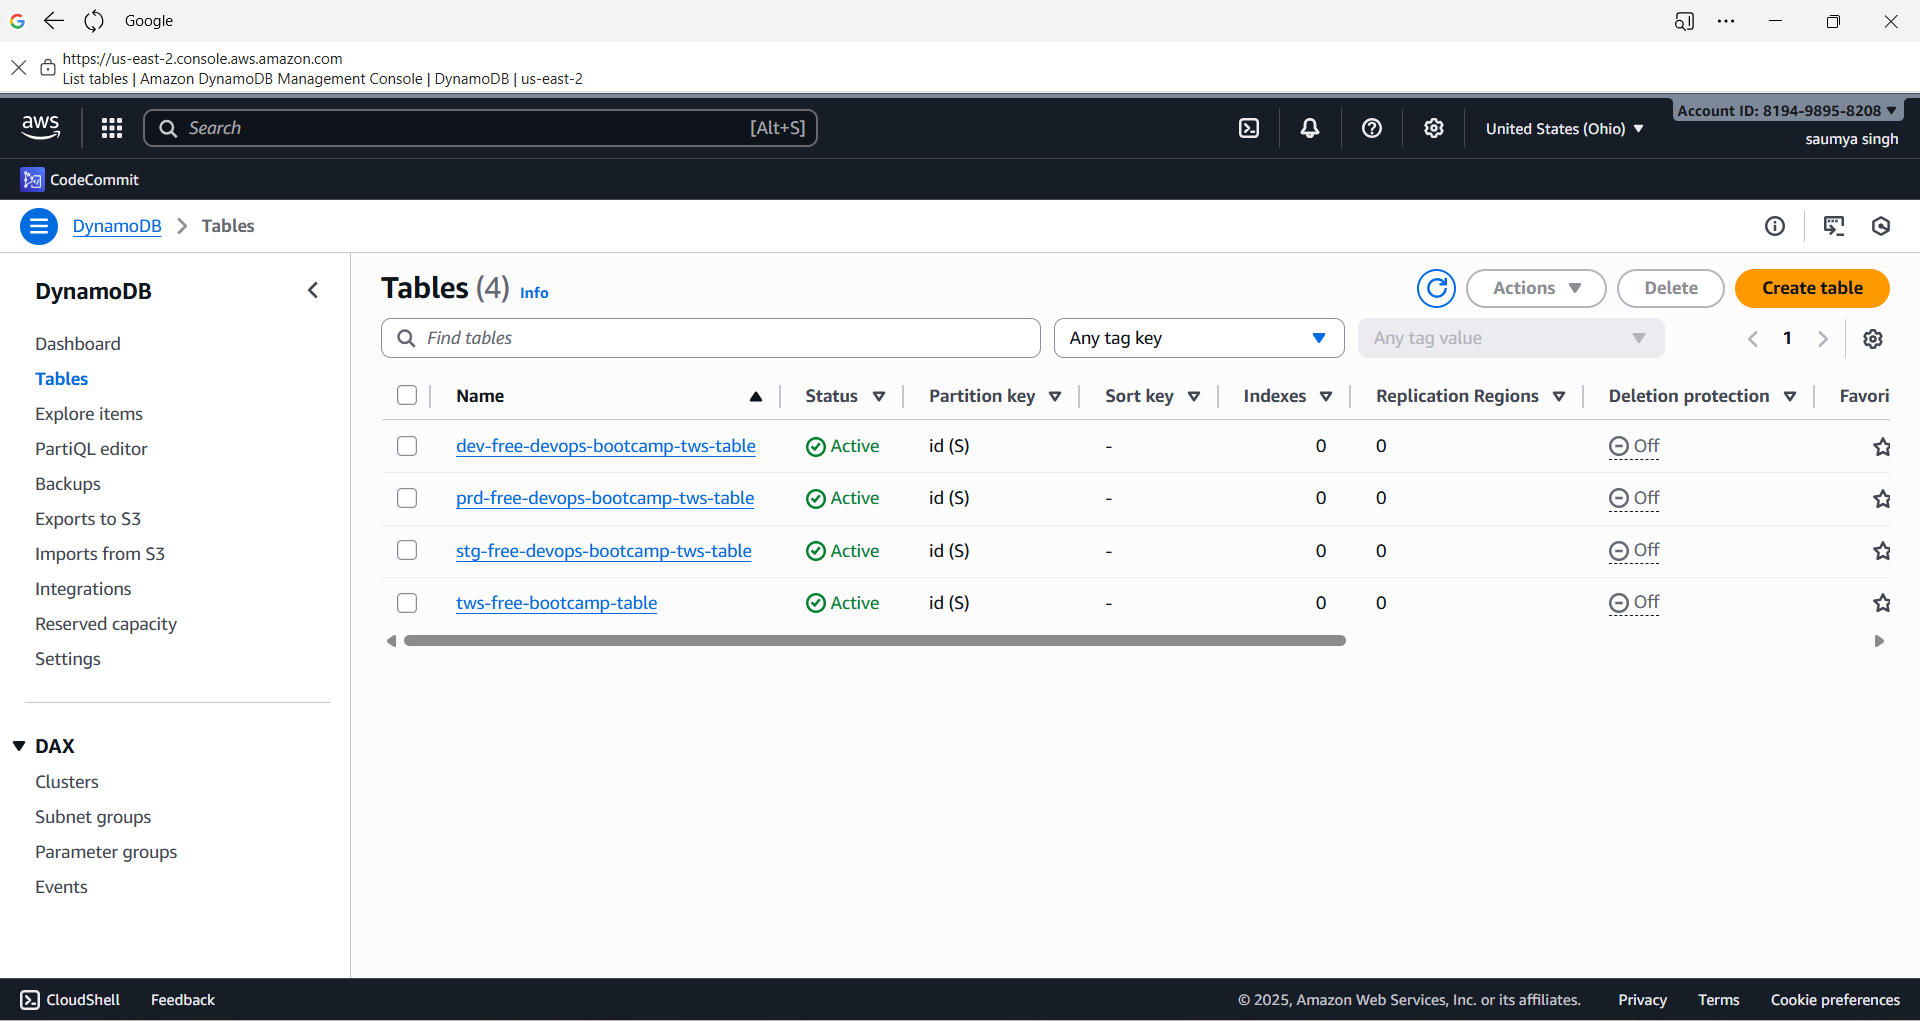 Google
https://us-east-2.console.aws.amazon.com
List tables | Amazon DynamoDB Management Console | DynamoDB | us-east-2
aws
Search [Alt+S]
United States (Ohio)
Account ID: 8194-9895-8208
saumya singh
CodeCommit
DynamoDB Tables
DynamoDB
Dashboard
Tables
Explore items
PartiQL editor
Backups
Exports to S3
Imports from S3
Integrations
Reserved capacity
Settings
DAX
Clusters
Subnet groups
Parameter groups
Events
Tables (4) Info
Actions Delete Create table
Find tables Any tag key Any tag value 1
Name Status Partition key Sort key Indexes Replication Regions Deletion protection Favori
dev-free-devops-bootcamp-tws-table Active id (S) - 0 0 Off
prd-free-devops-bootcamp-tws-table Active id (S) - 0 0 Off
stg-free-devops-bootcamp-tws-table Active id (S) - 0 0 Off
tws-free-bootcamp-table Active id (S) - 0 0 Off
CloudShell Feedback © 2025, Amazon Web Services, Inc. or its affiliates. Privacy Terms Cookie preferences